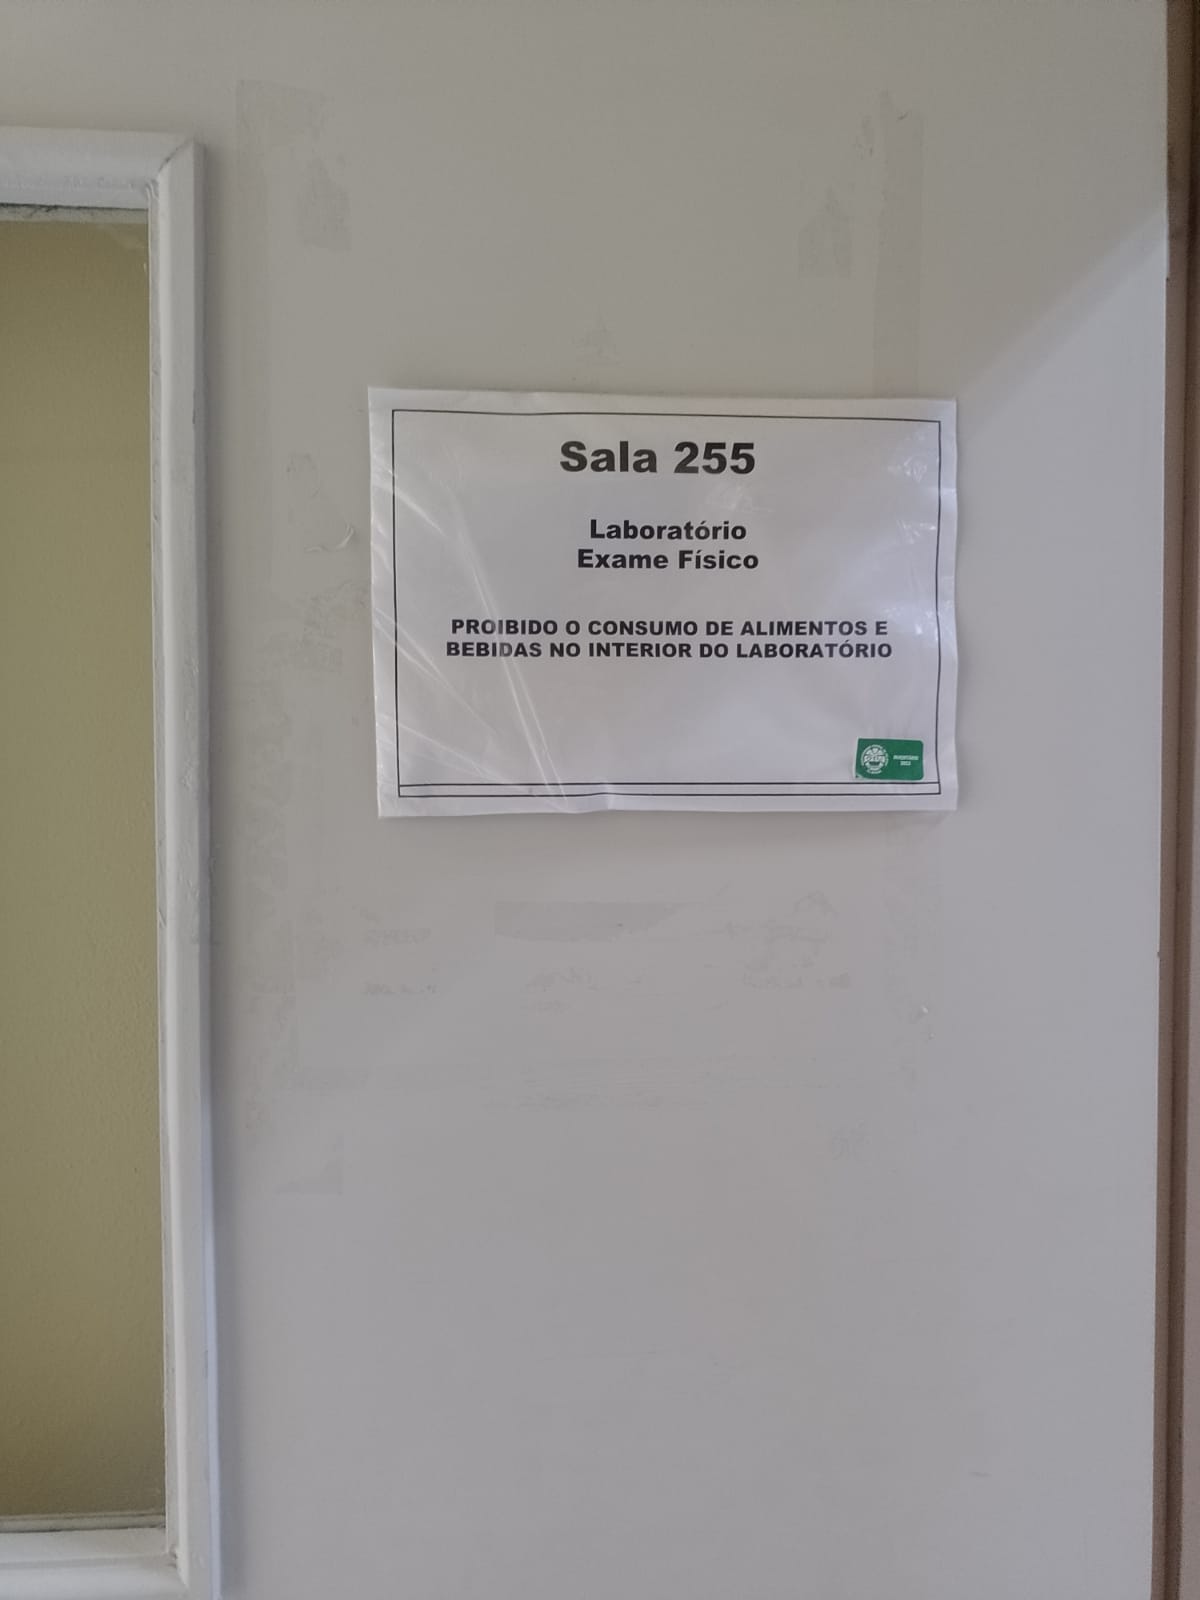 Sala 255
Laboratório
Exame Físico
PROIBIDO O CONSUMO DE ALIMENTOS E
BEBIDAS NO INTERIOR DO LABORATÓRIO